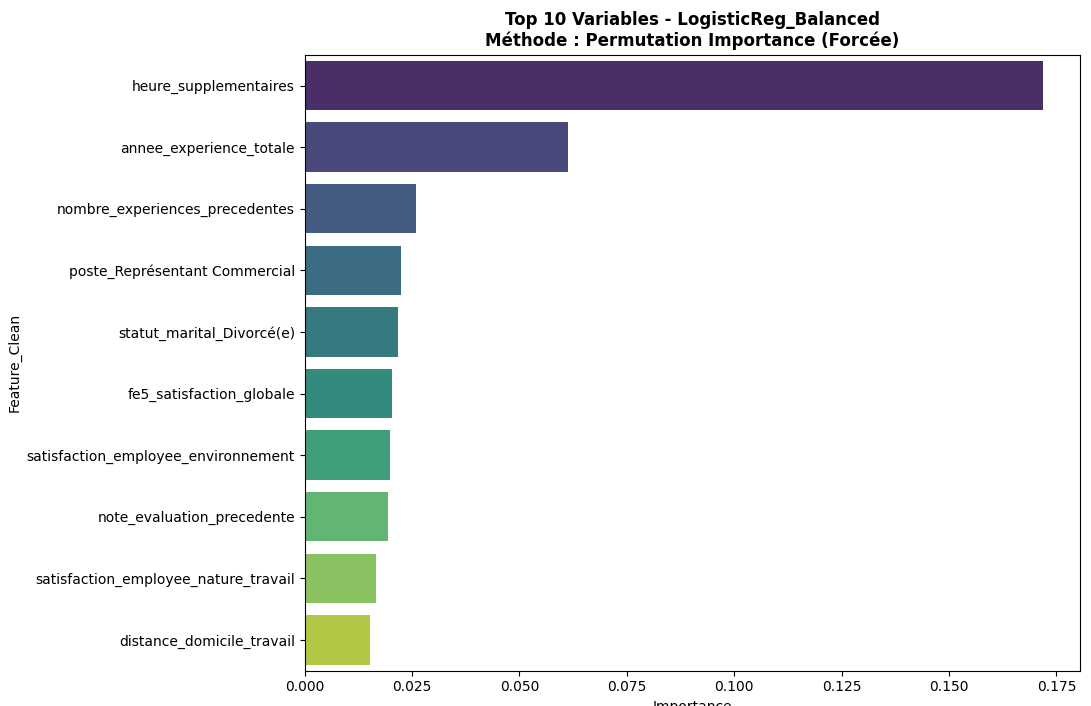 Top 10 Variables - LogisticReg_Balanced
Méthode : Permutation Importance (Forcée)
heure_supplementaires
annee_experience_totale
nombre_experiences_precedentes
poste_Représentant Commercial
statut_marital_Divorcé(e)
fe5_satisfaction_globale
satisfaction_employee_environnement
note_evaluation_precedente
satisfaction_employee_nature_travail
distance_domicile_travail
Feature_Clean
0.000 0.025 0.050 0.075 0.100 0.125 0.150 0.175
Importance